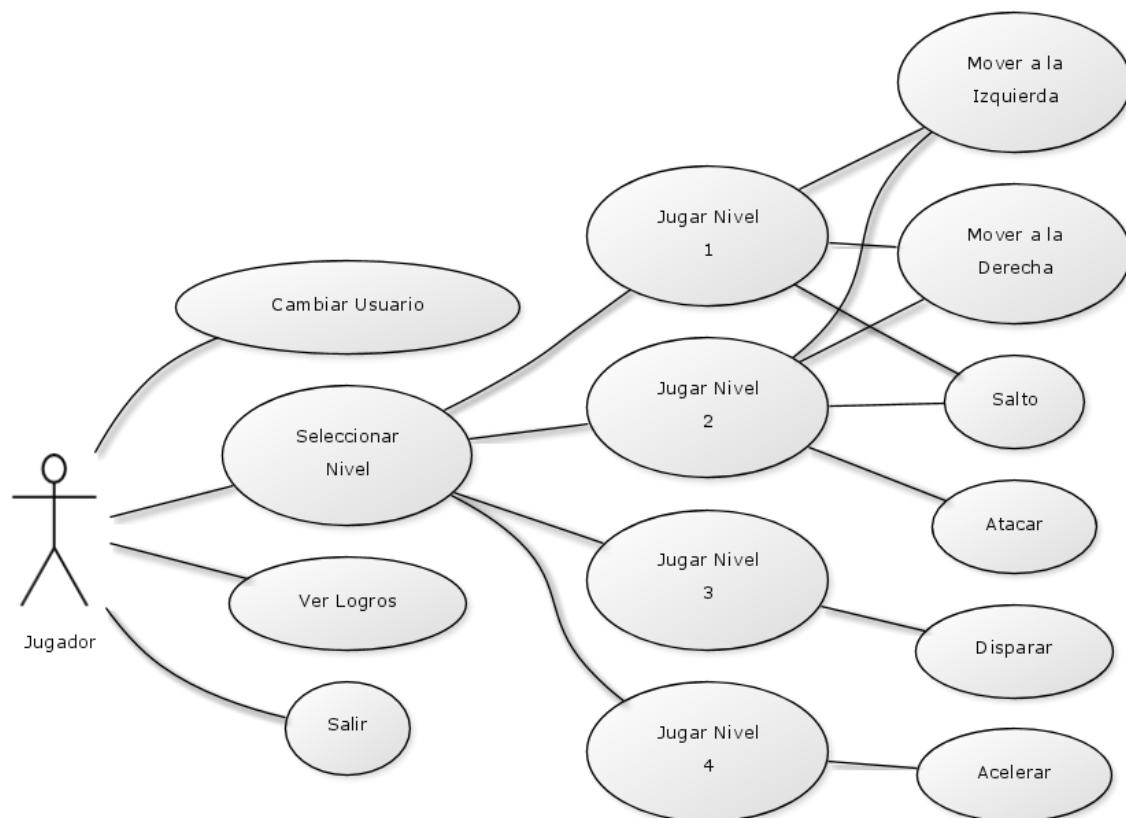 Mover a la
Izquierda
Jugar Nivel
1
Mover a la
Derecha
Cambiar Usuario
Jugar Nivel
2
Salto
Seleccionar
Nivel
Atacar
Jugar Nivel
3
Ver Logros
Jugador
Disparar
Salir
Jugar Nivel
4
Acelerar